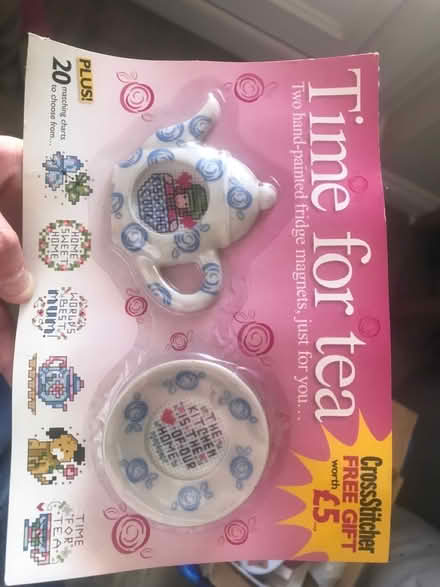 Time for tea
Two hand-painted fridge magnets, just for you...
CrossStitcher
FREE GIFT
worth
£5
THE
KITCHEN
IS THE
OF OUR
HOME
PLUS!
20
matching charts
to choose from...
HOME
SWEET
HOME
WORLD'S
BEST
mum!
TIME
FOR
TEA